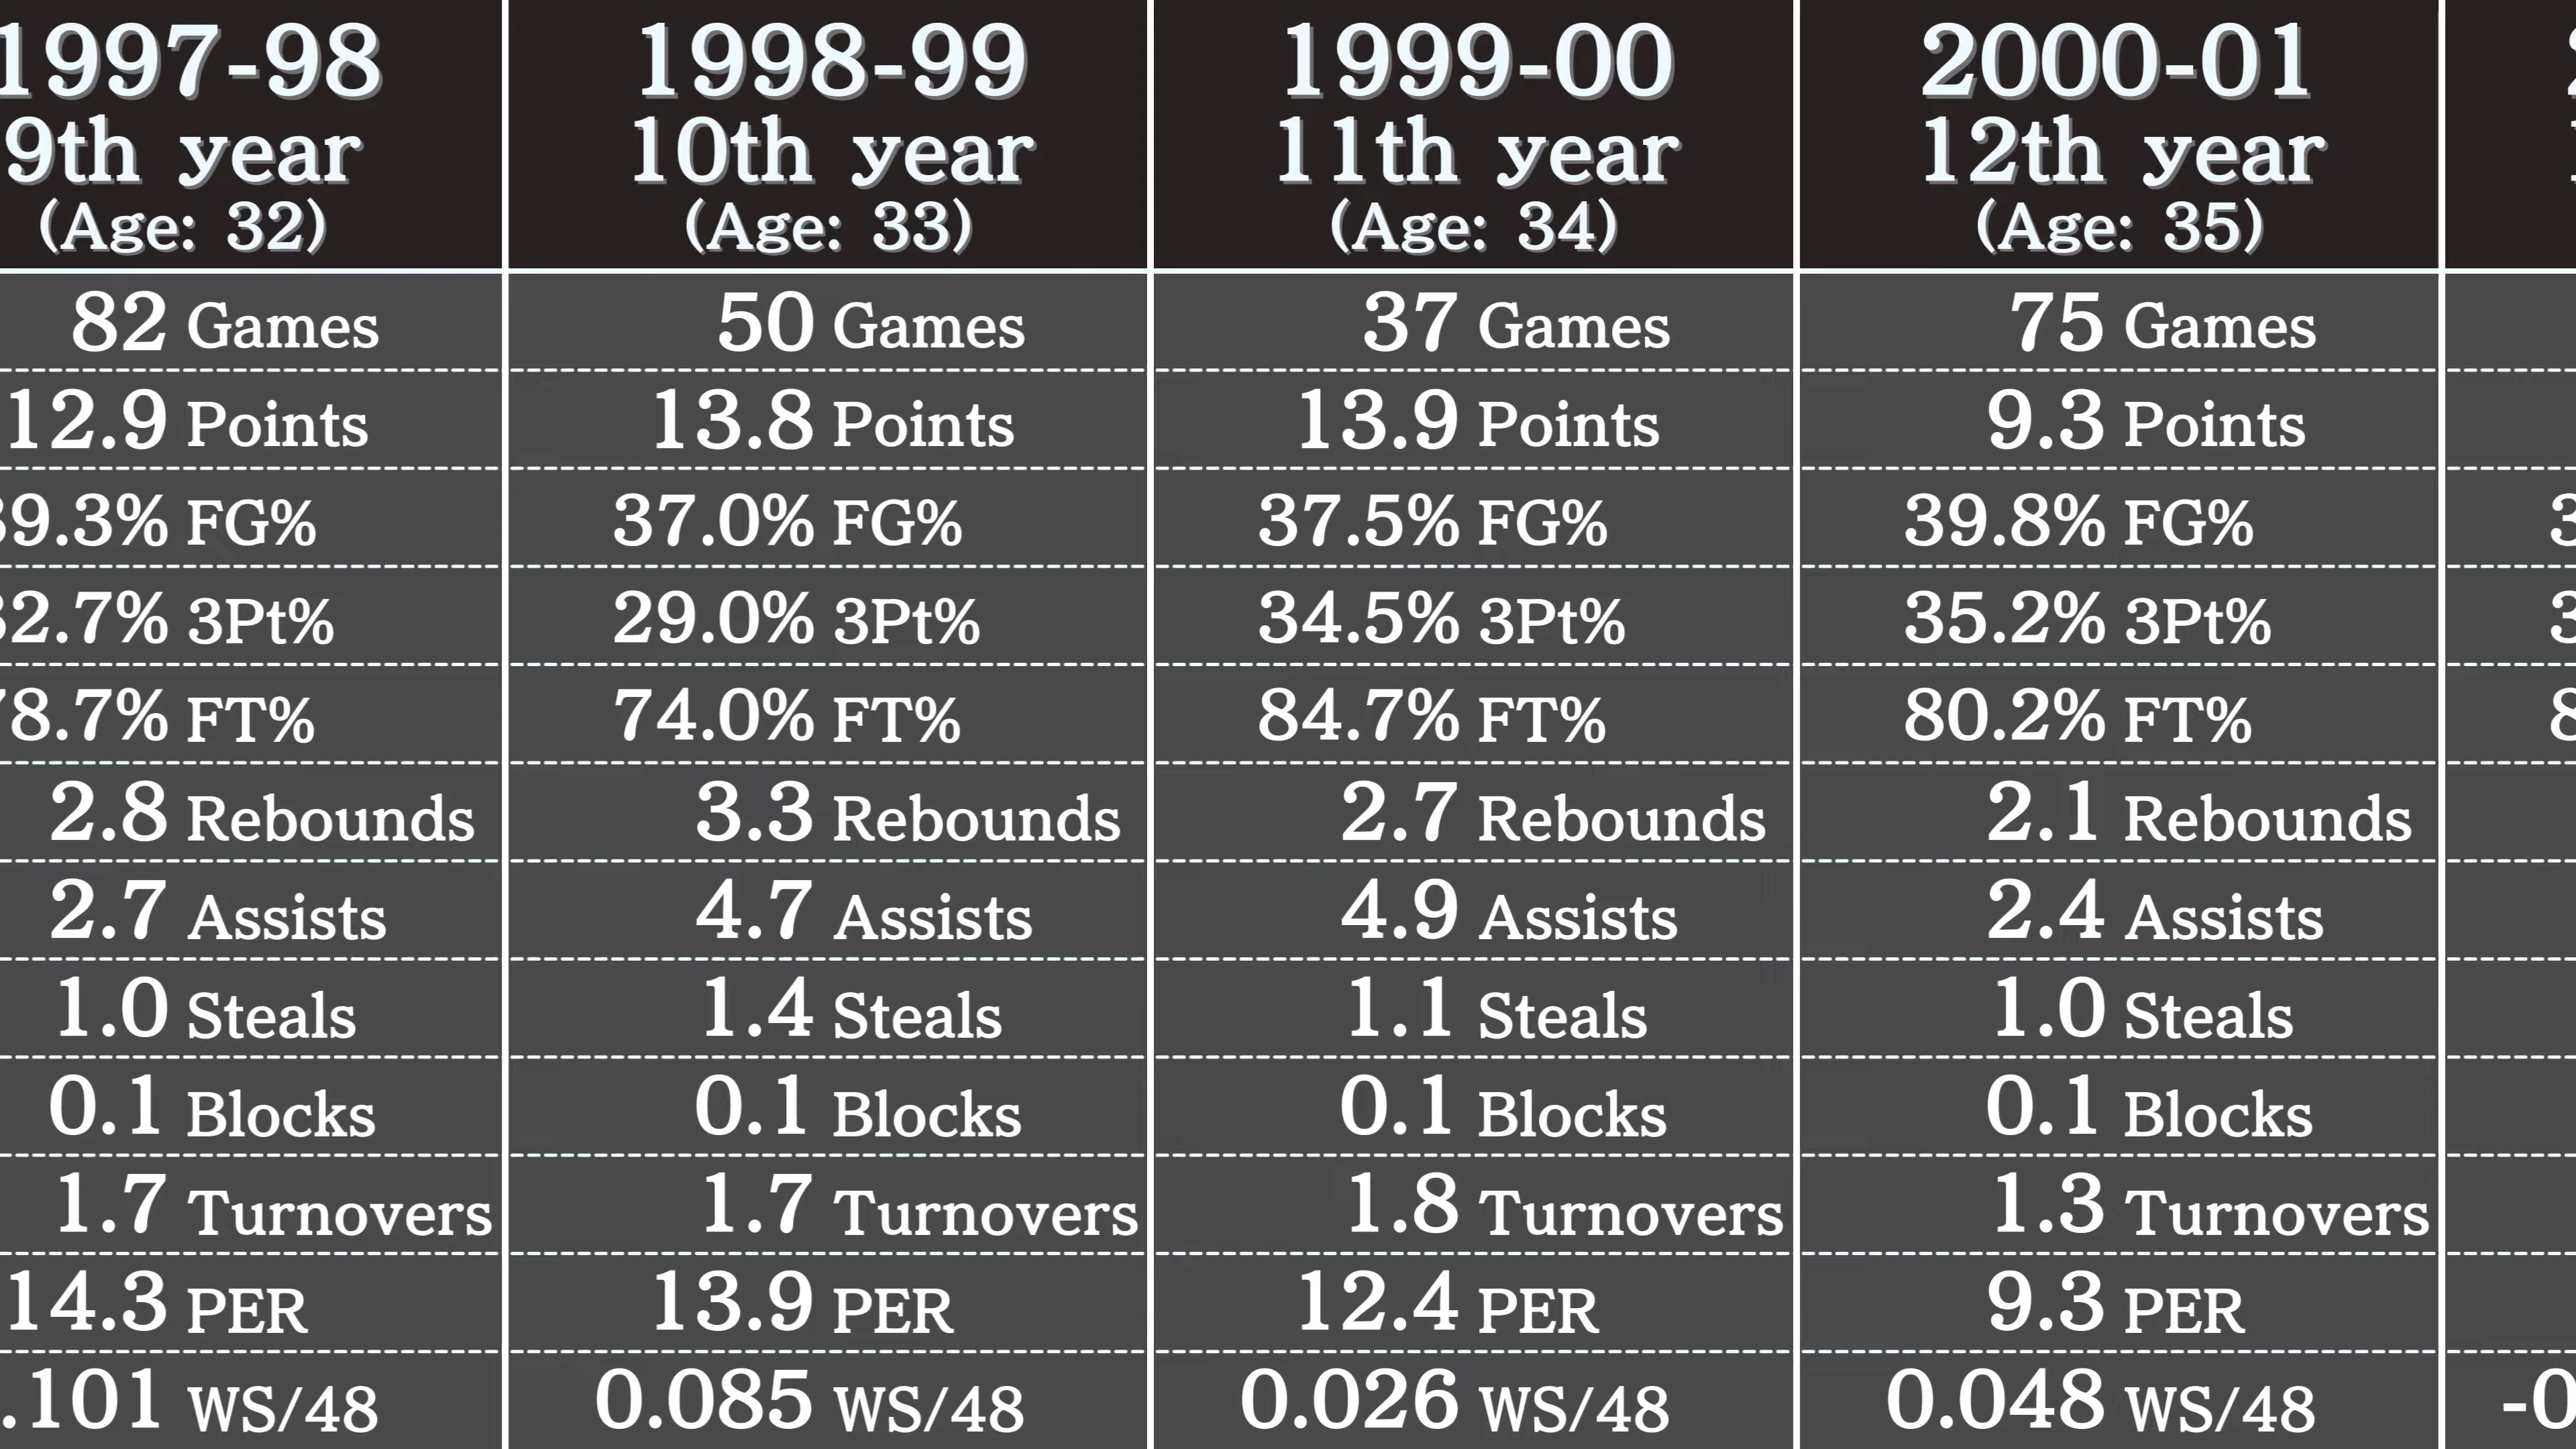 1997-98
9th year
(Age: 32)
82 Games
12.9 Points
39.3% FG%
32.7% 3Pt%
78.7% FT%
2.8 Rebounds
2.7 Assists
1.0 Steals
0.1 Blocks
1.7 Turnovers
14.3 PER
.101 WS/48
1998-99
10th year
(Age: 33)
50 Games
13.8 Points
37.0% FG%
29.0% 3Pt%
74.0% FT%
3.3 Rebounds
4.7 Assists
1.4 Steals
0.1 Blocks
1.7 Turnovers
13.9 PER
0.085 WS/48
1999-00
11th year
(Age: 34)
37 Games
13.9 Points
37.5% FG%
34.5% 3Pt%
84.7% FT%
2.7 Rebounds
4.9 Assists
1.1 Steals
0.1 Blocks
1.8 Turnovers
12.4 PER
0.026 WS/48
2000-01
12th year
(Age: 35)
75 Games
9.3 Points
39.8% FG%
35.2% 3Pt%
80.2% FT%
2.1 Rebounds
2.4 Assists
1.0 Steals
0.1 Blocks
1.3 Turnovers
9.3 PER
0.048 WS/48